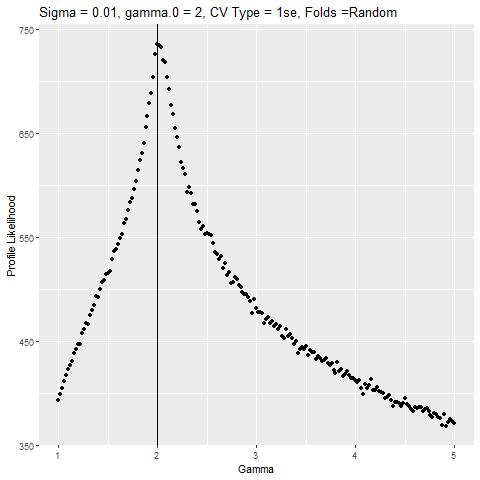 Sigma = 0.01, gamma.0 = 2, CV Type = 1se, Folds =Random
750
650
550
450
350
Profile Likelihood
1 2 3 4 5
Gamma